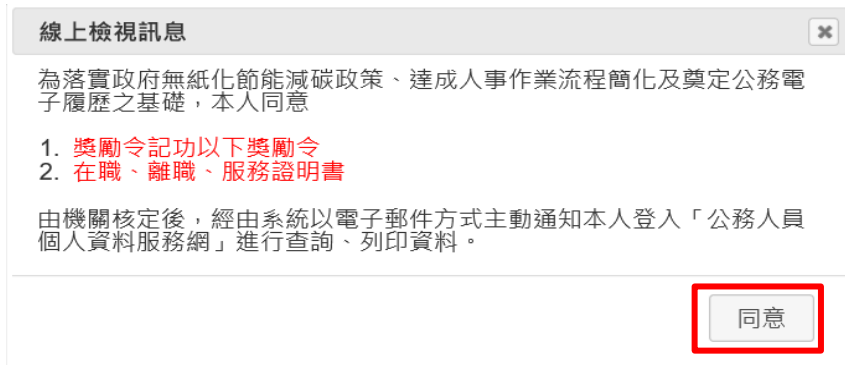 線上檢視訊息
為落實政府無紙化節能減碳政策、達成人事作業流程簡化及奠定公務電
子履歷之基礎，本人同意
1. 獎勵令記功以下獎勵令
2. 在職、離職、服務證明書
由機關核定後，經由系統以電子郵件方式主動通知本人登入「公務人員
個人資料服務網」進行查詢、列印資料。
同意